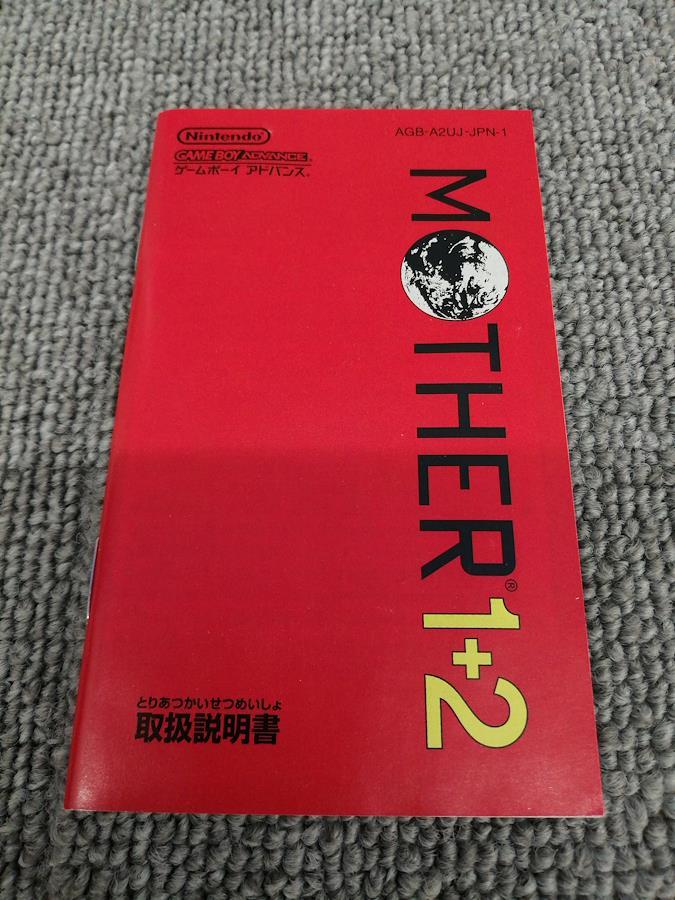 Nintendo®
AGB-A2UJ-JPN-1
GAME BOY ADVANCE®
ゲームボーイ アドバンス®
MOTHER®1+2
とりあつかいせつめいしょ
取扱説明書